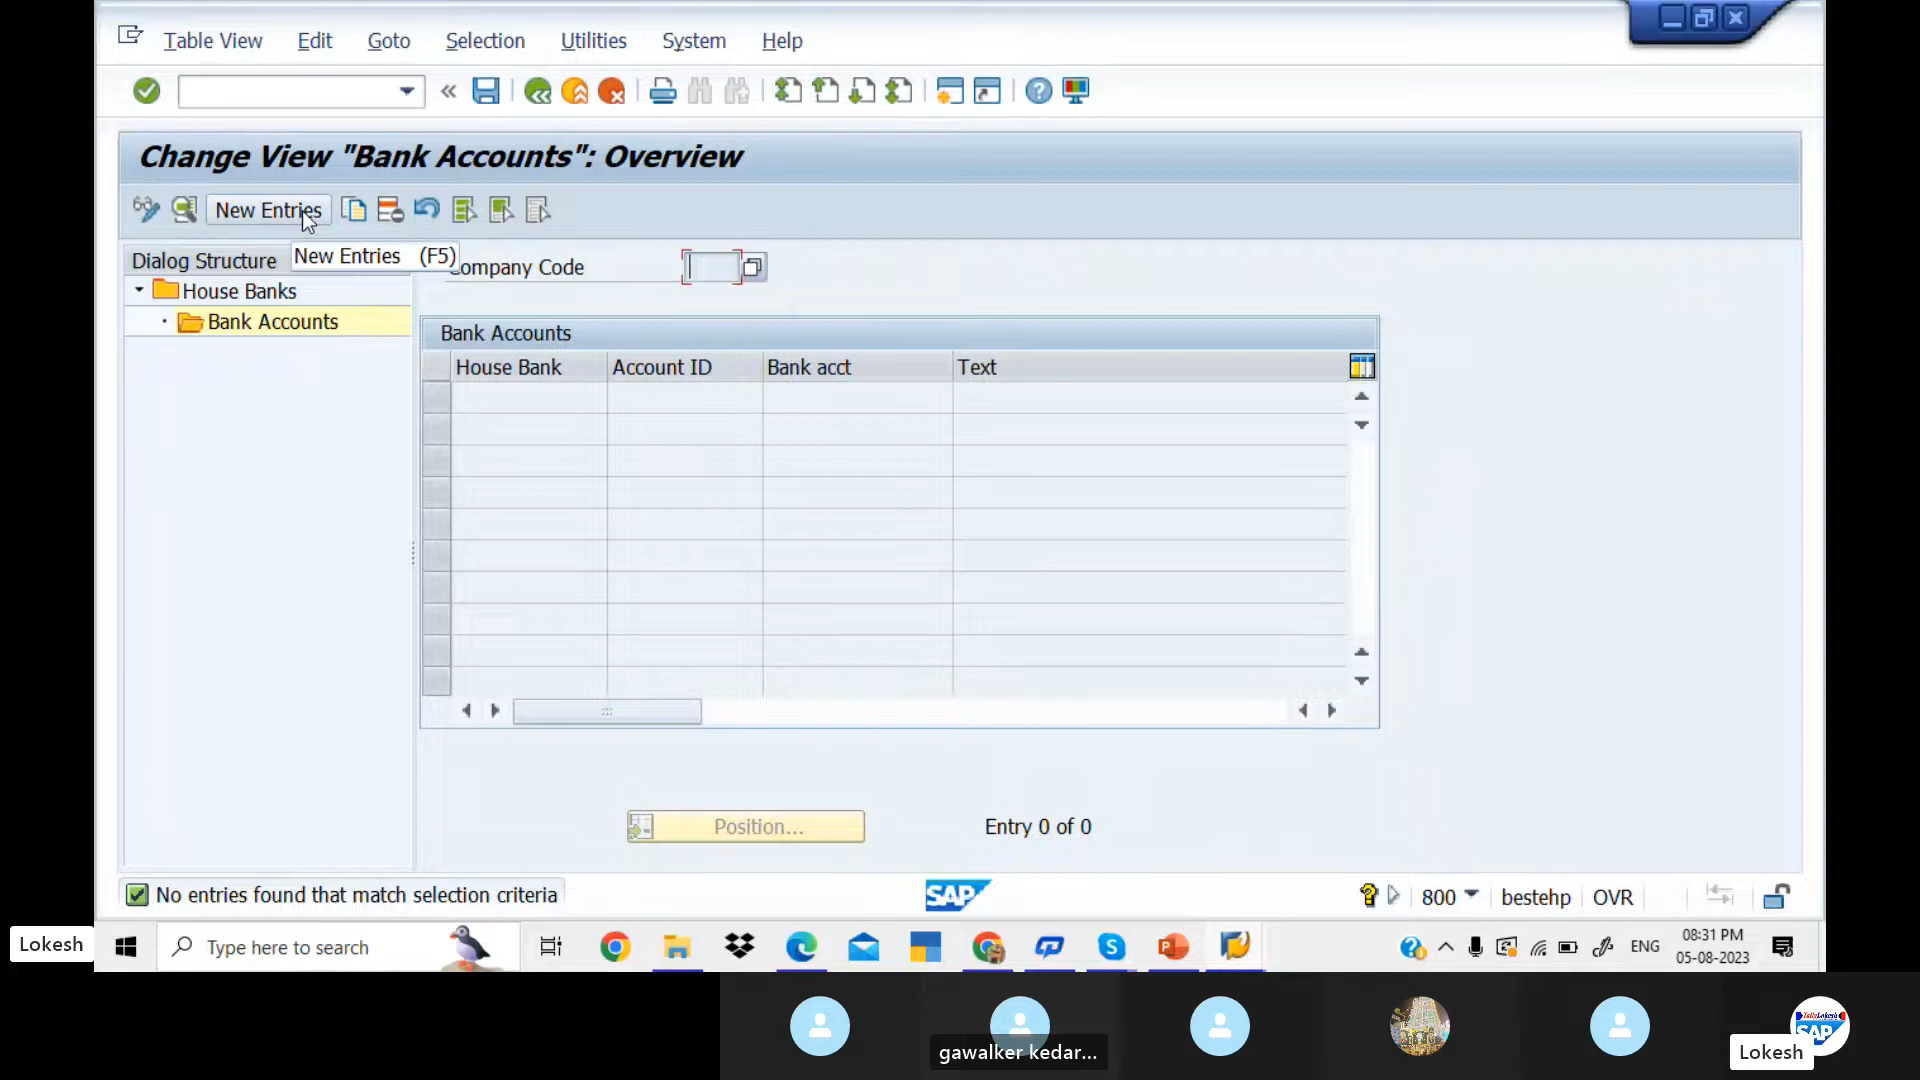 Table View Edit Goto Selection Utilities System Help
Change View "Bank Accounts": Overview
New Entries
New Entries (F5)
Dialog Structure
ompany Code
House Banks
Bank Accounts
Bank Accounts
House Bank Account ID Bank acct Text
Position... Entry 0 of 0
No entries found that match selection criteria
SAP
800 bestehp OVR
Lokesh
Type here to search
ENG
08:31 PM
05-08-2023
gawalker kedar...
SAP
Lokesh